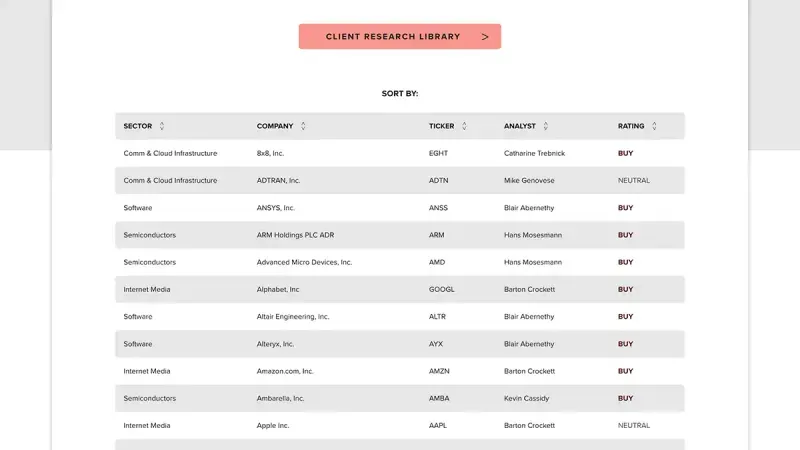 CLIENT RESEARCH LIBRARY >
SORT BY:
SECTOR COMPANY TICKER ANALYST RATING
Comm & Cloud Infrastructure 8x8, Inc. EGHT Catharine Trebnick BUY
Comm & Cloud Infrastructure ADTRAN, Inc. ADTN Mike Genovese NEUTRAL
Software ANSYS, Inc. ANSS Blair Abernethy BUY
Semiconductors ARM Holdings PLC ADR ARM Hans Mosesmann BUY
Semiconductors Advanced Micro Devices, Inc. AMD Hans Mosesmann BUY
Internet Media Alphabet, Inc GOOGL Barton Crockett BUY
Software Altair Engineering, Inc. ALTR Blair Abernethy BUY
Software Alteryx, Inc. AYX Blair Abernethy BUY
Internet Media Amazon.com, Inc. AMZN Barton Crockett BUY
Semiconductors Ambarella, Inc. AMBA Kevin Cassidy BUY
Internet Media Apple inc. AAPL Barton Crockett NEUTRAL